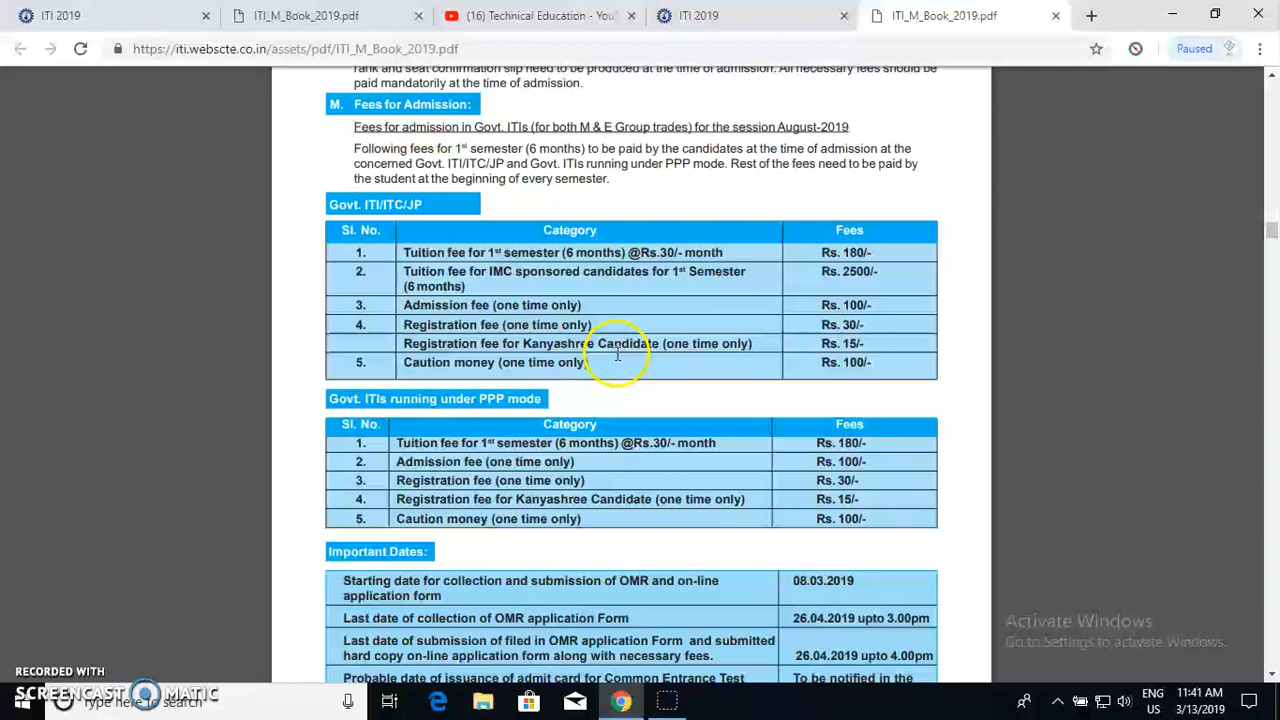 ITI 2019
ITI_M_Book_2019.pdf
(16) Technical Education - You
ITI 2019
ITI_M_Book_2019.pdf
https://iti.webscte.co.in/assets/pdf/ITI_M_Book_2019.pdf
Paused
rank and seat confirmation slip need to be produced at the time of admission. All necessary fees should be
paid mandatorily at the time of admission.
M. Fees for Admission:
Fees for admission in Govt. ITIs (for both M & E Group trades) for the session August-2019
Following fees for 1st semester (6 months) to be paid by the candidates at the time of admission at the
concerned Govt. ITI/ITC/JP and Govt. ITIs running under PPP mode. Rest of the fees need to be paid by
the student at the beginning of every semester.
Govt. ITI/ITC/JP
Sl. No. Category Fees
1. Tuition fee for 1st semester (6 months) @Rs.30/- month Rs. 180/-
2. Tuition fee for IMC sponsored candidates for 1st Semester Rs. 2500/-
(6 months)
3. Admission fee (one time only) Rs. 100/-
4. Registration fee (one time only) Rs. 30/-
Registration fee for Kanyashree Candidate (one time only) Rs. 15/-
5. Caution money (one time only) Rs. 100/-
Govt. ITIs running under PPP mode
Sl. No. Category Fees
1. Tuition fee for 1st semester (6 months) @Rs.30/- month Rs. 180/-
2. Admission fee (one time only) Rs. 100/-
3. Registration fee (one time only) Rs. 30/-
4. Registration fee for Kanyashree Candidate (one time only) Rs. 15/-
5. Caution money (one time only) Rs. 100/-
Important Dates:
Starting date for collection and submission of OMR and on-line 08.03.2019
application form
Last date of collection of OMR application Form 26.04.2019 upto 3.00pm
Last date of submission of filed in OMR application Form and submitted
hard copy on-line application form along with necessary fees. 26.04.2019 upto 4.00pm
Probable date of issuance of admit card for Common Entrance Test To be notified in the
Activate Windows
Go to Settings to activate Windows.
RECORDED WITH
SCREENCAST MATIC
Type here to search
ENG
US
11:41 AM
3/13/2019